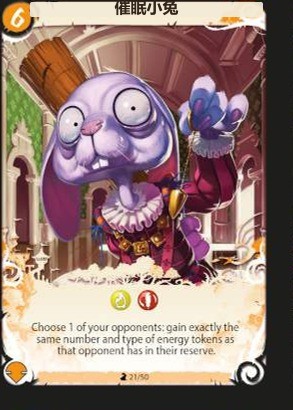 催眠小兔
6
Choose 1 of your opponents: gain exactly the
same number and type of energy tokens as
that opponent has in their reserve.
21/50